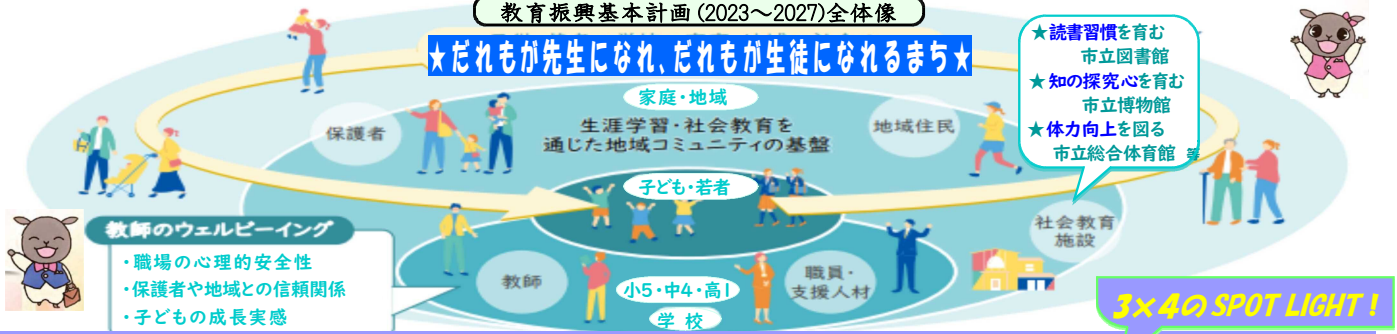 教育振興基本計画(2023～2027)全体像
★だれもが先生になれ、だれもが生徒になれるまち★
★読書習慣を育む
市立図書館
★知の探究心を育む
市立博物館
★体力向上を図る
市立総合体育館 等
家庭・地域
保護者
生涯学習・社会教育を
通じた地域コミュニティの基盤
地域住民
子ども・若者
社会教育
施設
教師のウェルビーイング
・職場の心理的安全性
・保護者や地域との信頼関係
・子どもの成長実感
教師
職員・
支援人材
小5・中4・高1
学 校
3×4のSPOT LIGHT！